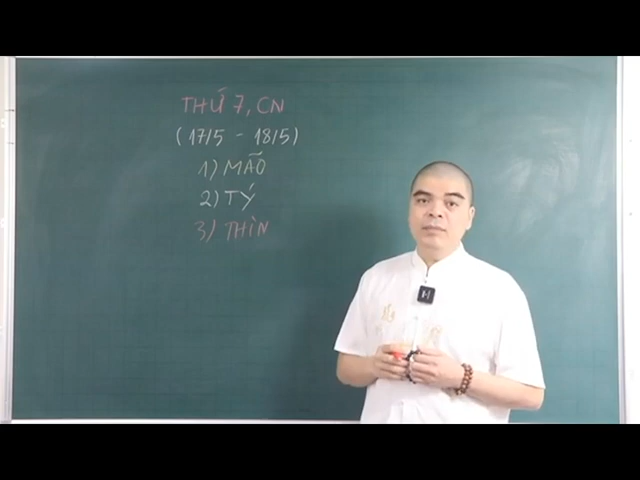 THỨ 7, CN
(17/5 - 18/5)
1) MÃO
2) TÝ
3) THÌN